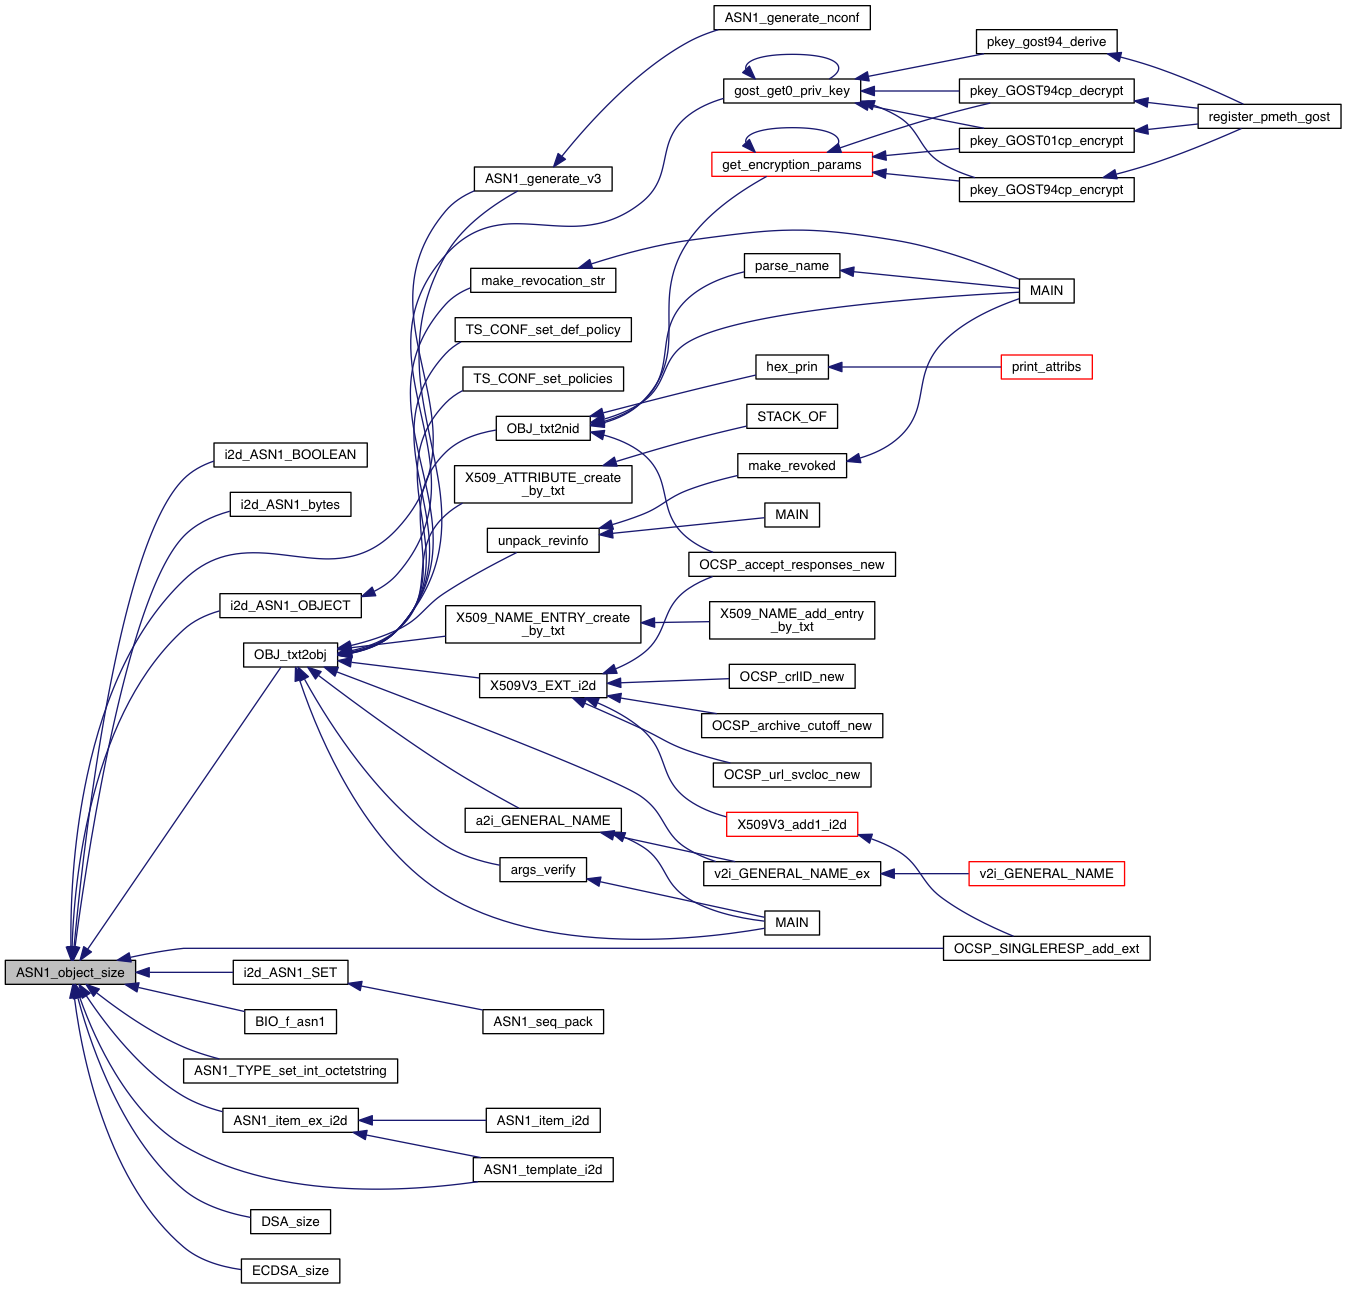 ASN1_generate_nconf
pkey_gost94_derive
gost_get0_priv_key
pkey_GOST94cp_decrypt
register_pmeth_gost
pkey_GOST01cp_encrypt
get_encryption_params
ASN1_generate_v3
pkey_GOST94cp_encrypt
parse_name
make_revocation_str
MAIN
TS_CONF_set_def_policy
hex_prin
print_attribs
TS_CONF_set_policies
STACK_OF
OBJ_txt2nid
i2d_ASN1_BOOLEAN
make_revoked
X509_ATTRIBUTE_create
_by_txt
i2d_ASN1_bytes
MAIN
unpack_revinfo
OCSP_accept_responses_new
i2d_ASN1_OBJECT
X509_NAME_ENTRY_create
_by_txt
X509_NAME_add_entry
_by_txt
OBJ_txt2obj
OCSP_crlID_new
X509V3_EXT_i2d
OCSP_archive_cutoff_new
OCSP_url_svcloc_new
a2i_GENERAL_NAME
X509V3_add1_i2d
args_verify
v2i_GENERAL_NAME_ex
v2i_GENERAL_NAME
MAIN
OCSP_SINGLERESP_add_ext
ASN1_object_size
i2d_ASN1_SET
BIO_f_asn1
ASN1_seq_pack
ASN1_TYPE_set_int_octetstring
ASN1_item_ex_i2d
ASN1_item_i2d
ASN1_template_i2d
DSA_size
ECDSA_size